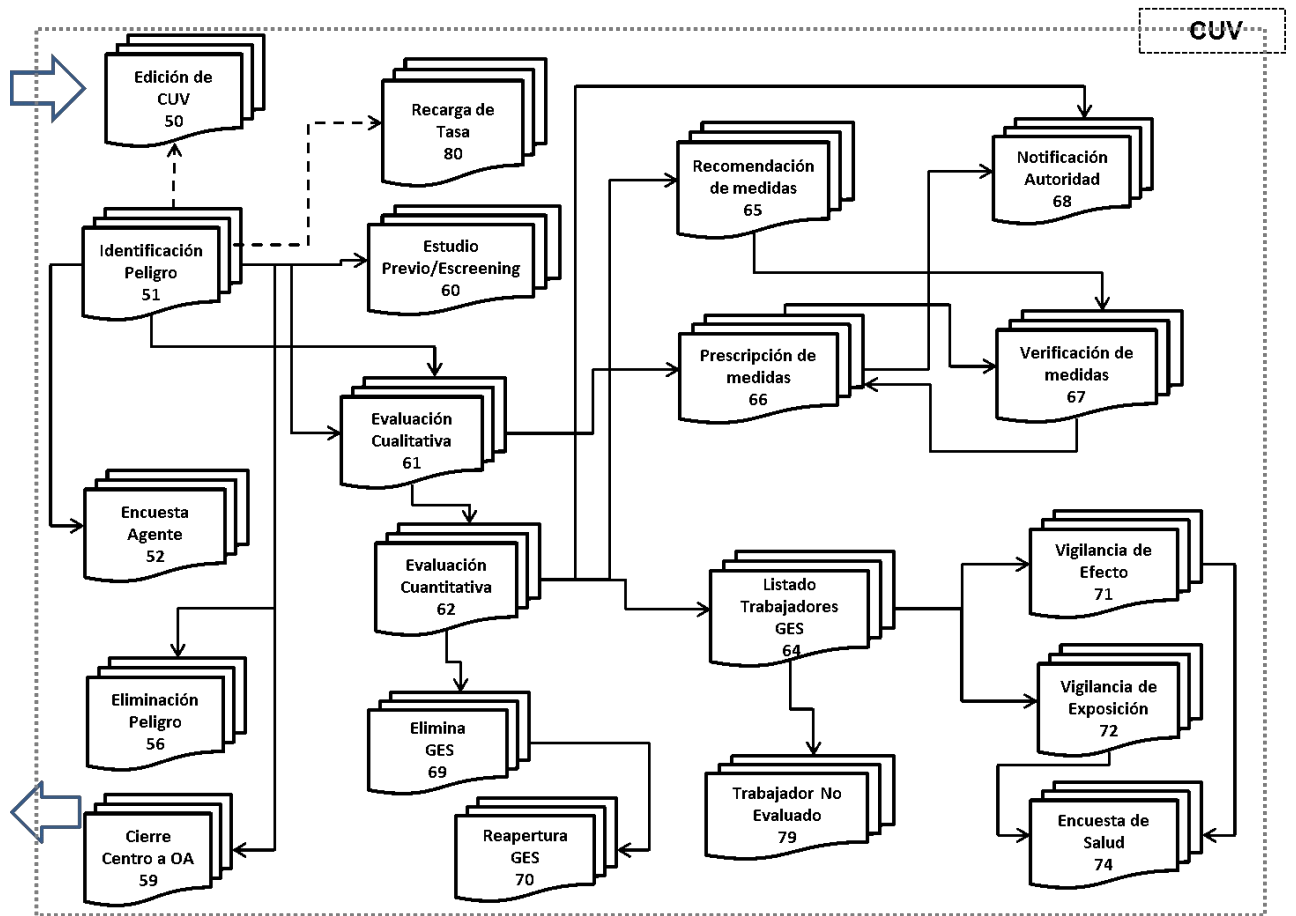 CUV
Edición de
CUV
50
Recarga de
Tasa
80
Recomendación
de medidas
65
Notificación
Autoridad
68
Identificación
Peligro
51
Estudio
Previo/Escreening
60
Prescripción de
medidas
66
Verificación de
medidas
67
Evaluación
Cualitativa
61
Encuesta
Agente
52
Evaluación
Cuantitativa
62
Listado
Trabajadores
GES
64
Vigilancia de
Efecto
71
Eliminación
Peligro
56
Elimina
GES
69
Vigilancia de
Exposición
72
Cierre
Centro a OA
59
Reapertura
GES
70
Trabajador No
Evaluado
79
Encuesta de
Salud
74